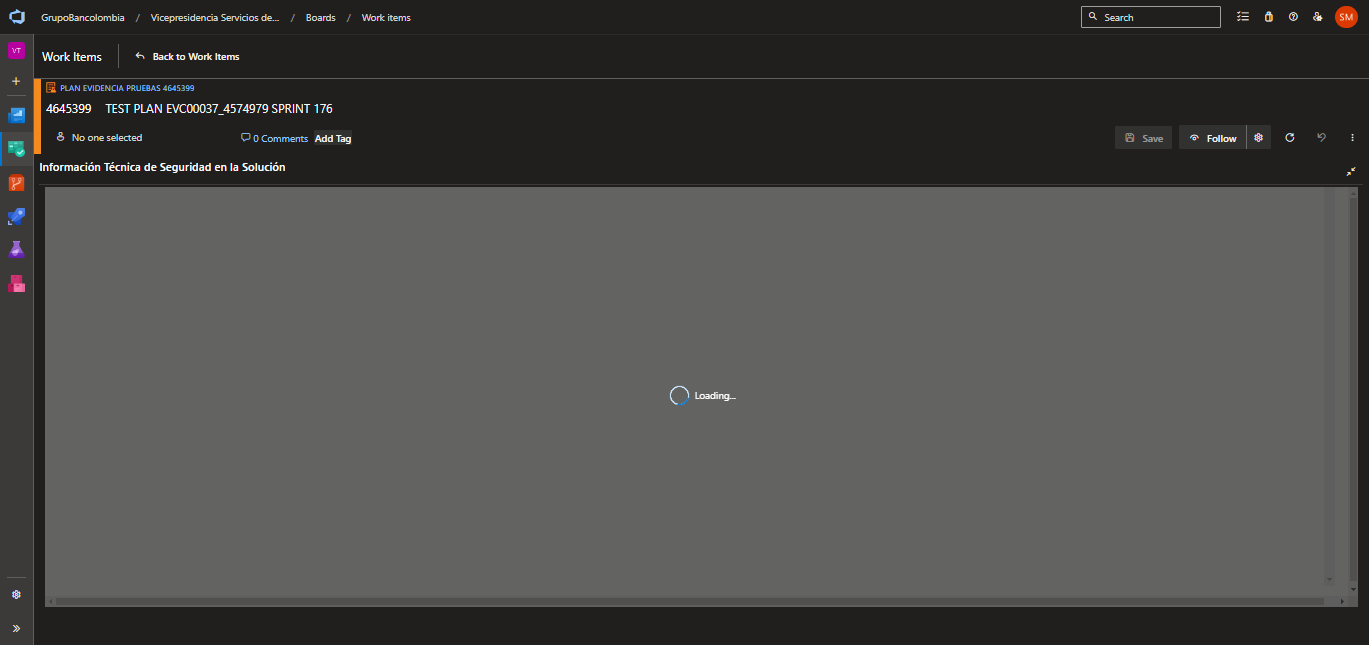 GrupoBancolombia / Vicepresidencia Servicios de... / Boards / Work items
Search
SM
VT
Work Items
Back to Work Items
PLAN EVIDENCIA PRUEBAS 4645399
4645399 TEST PLAN EVC00037_4574979 SPRINT 176
No one selected
0 Comments
Add Tag
Save
Follow
Información Técnica de Seguridad en la Solución
Loading...